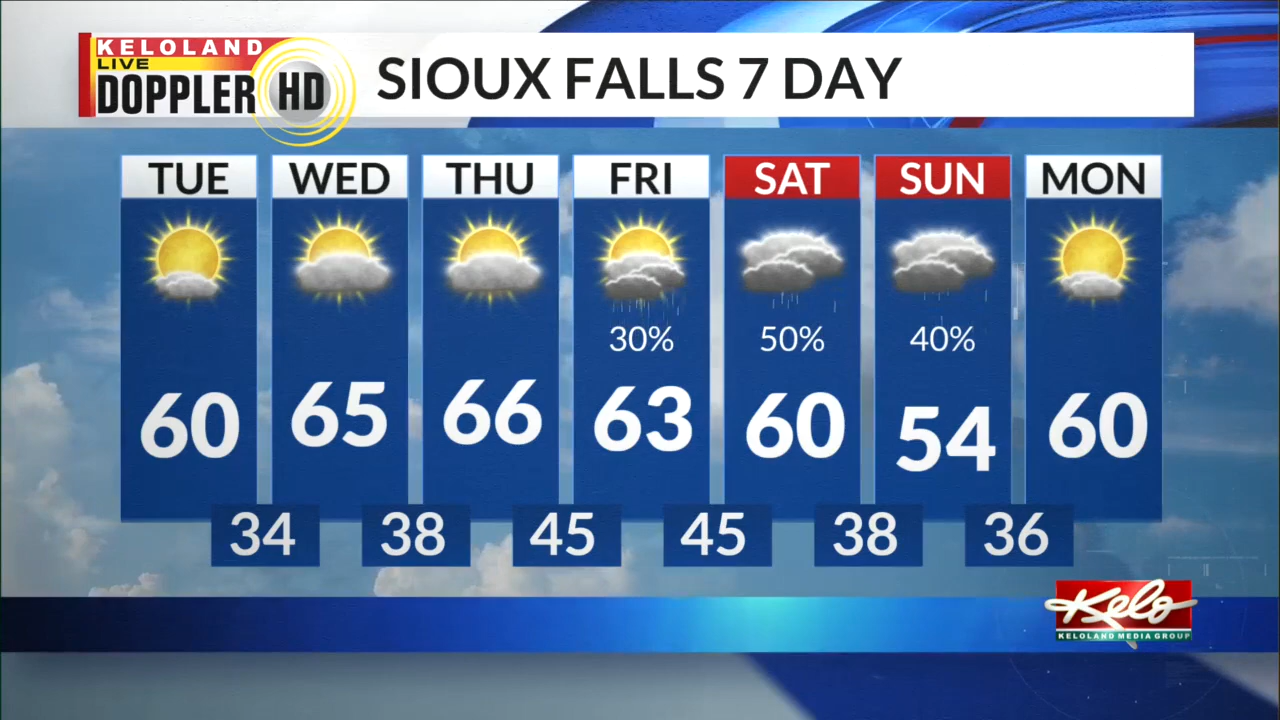 KELOLAND
LIVE
DOPPLER HD
SIOUX FALLS 7 DAY
TUE WED THU FRI SAT SUN MON
30% 50% 40%
60 65 66 63 60 54 60
34 38 45 45 38 36
Kelo
KELOLAND MEDIA GROUP